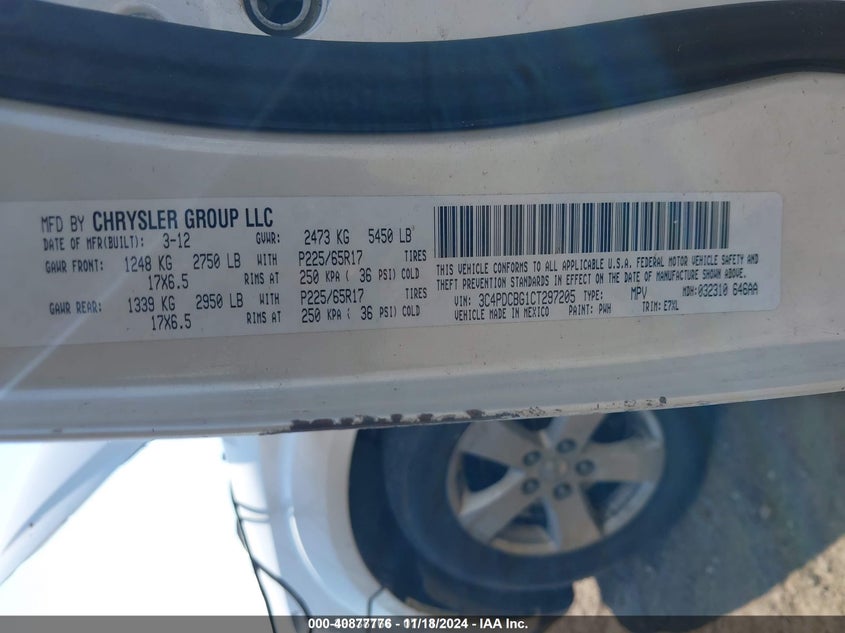 MFD BY CHRYSLER GROUP LLC
DATE OF MFR(BUILT): 3-12 GVWR: 2473 KG 5450 LB
GAWR FRONT: 1248 KG 2750 LB WITH P225/65R17 TIRES
17X6.5 RIMS AT 250 KPA ( 36 PSI) COLD
GAWR REAR: 1339 KG 2950 LB WITH P225/65R17 TIRES
17X6.5 RIMS AT 250 KPA ( 36 PSI) COLD
THIS VEHICLE CONFORMS TO ALL APPLICABLE U.S.A. FEDERAL MOTOR VEHICLE SAFETY AND
THEFT PREVENTION STANDARDS IN EFFECT ON THE DATE OF MANUFACTURE SHOWN ABOVE.
VIN: 3C4PDCBG1CT297205 TYPE: MPV MDH: 032310 646AA
VEHICLE MADE IN MEXICO PAINT: PWH TRIM: E7XL
000-40877776 - 11/18/2024 - IAA Inc.